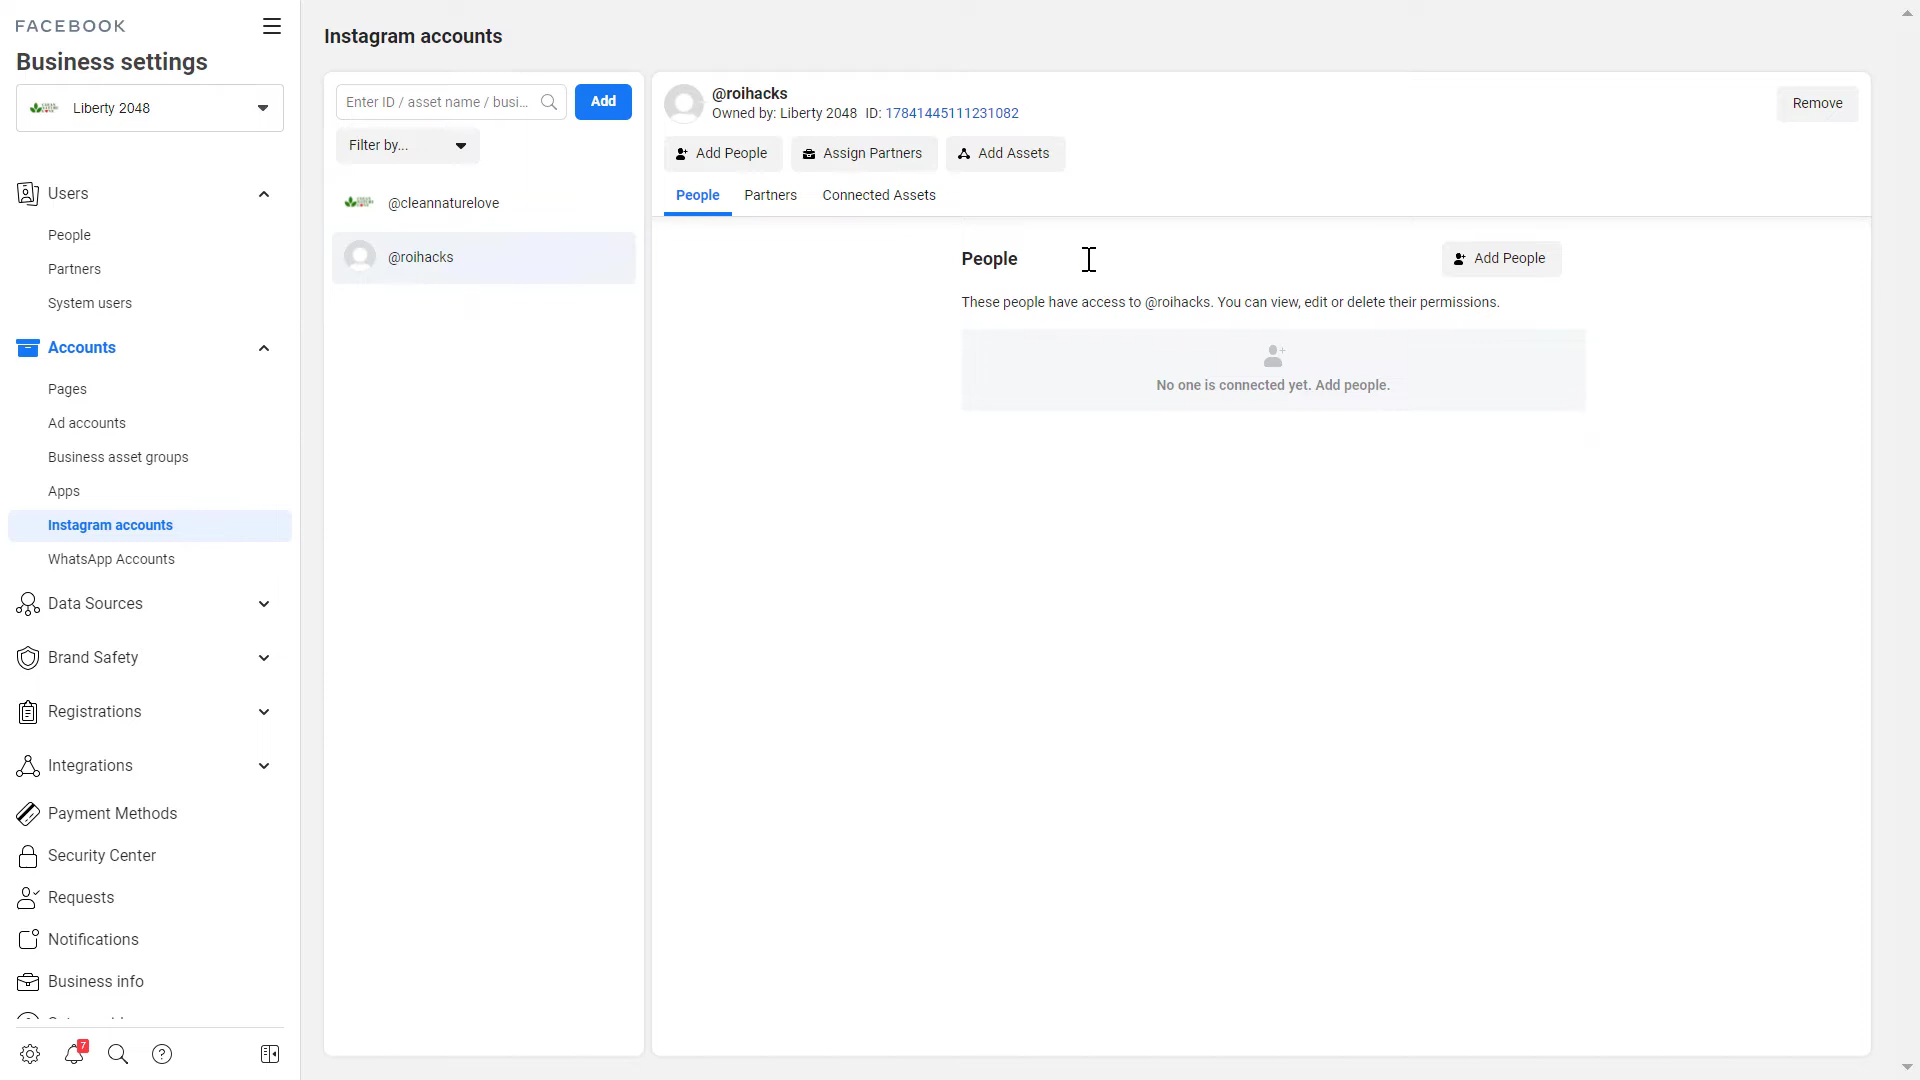 FACEBOOK
Business settings
Liberty 2048
Users
People
Partners
System users
Accounts
Pages
Ad accounts
Business asset groups
Apps
Instagram accounts
WhatsApp Accounts
Data Sources
Brand Safety
Registrations
Integrations
Payment Methods
Security Center
Requests
Notifications
Business info
7
Instagram accounts
Enter ID / asset name / busi...
Add
Filter by...
@cleannaturelove
@roihacks
@roihacks
Owned by: Liberty 2048 ID: 17841445111231082
Remove
Add People
Assign Partners
Add Assets
People
Partners
Connected Assets
People
Add People
These people have access to @roihacks. You can view, edit or delete their permissions.
No one is connected yet. Add people.